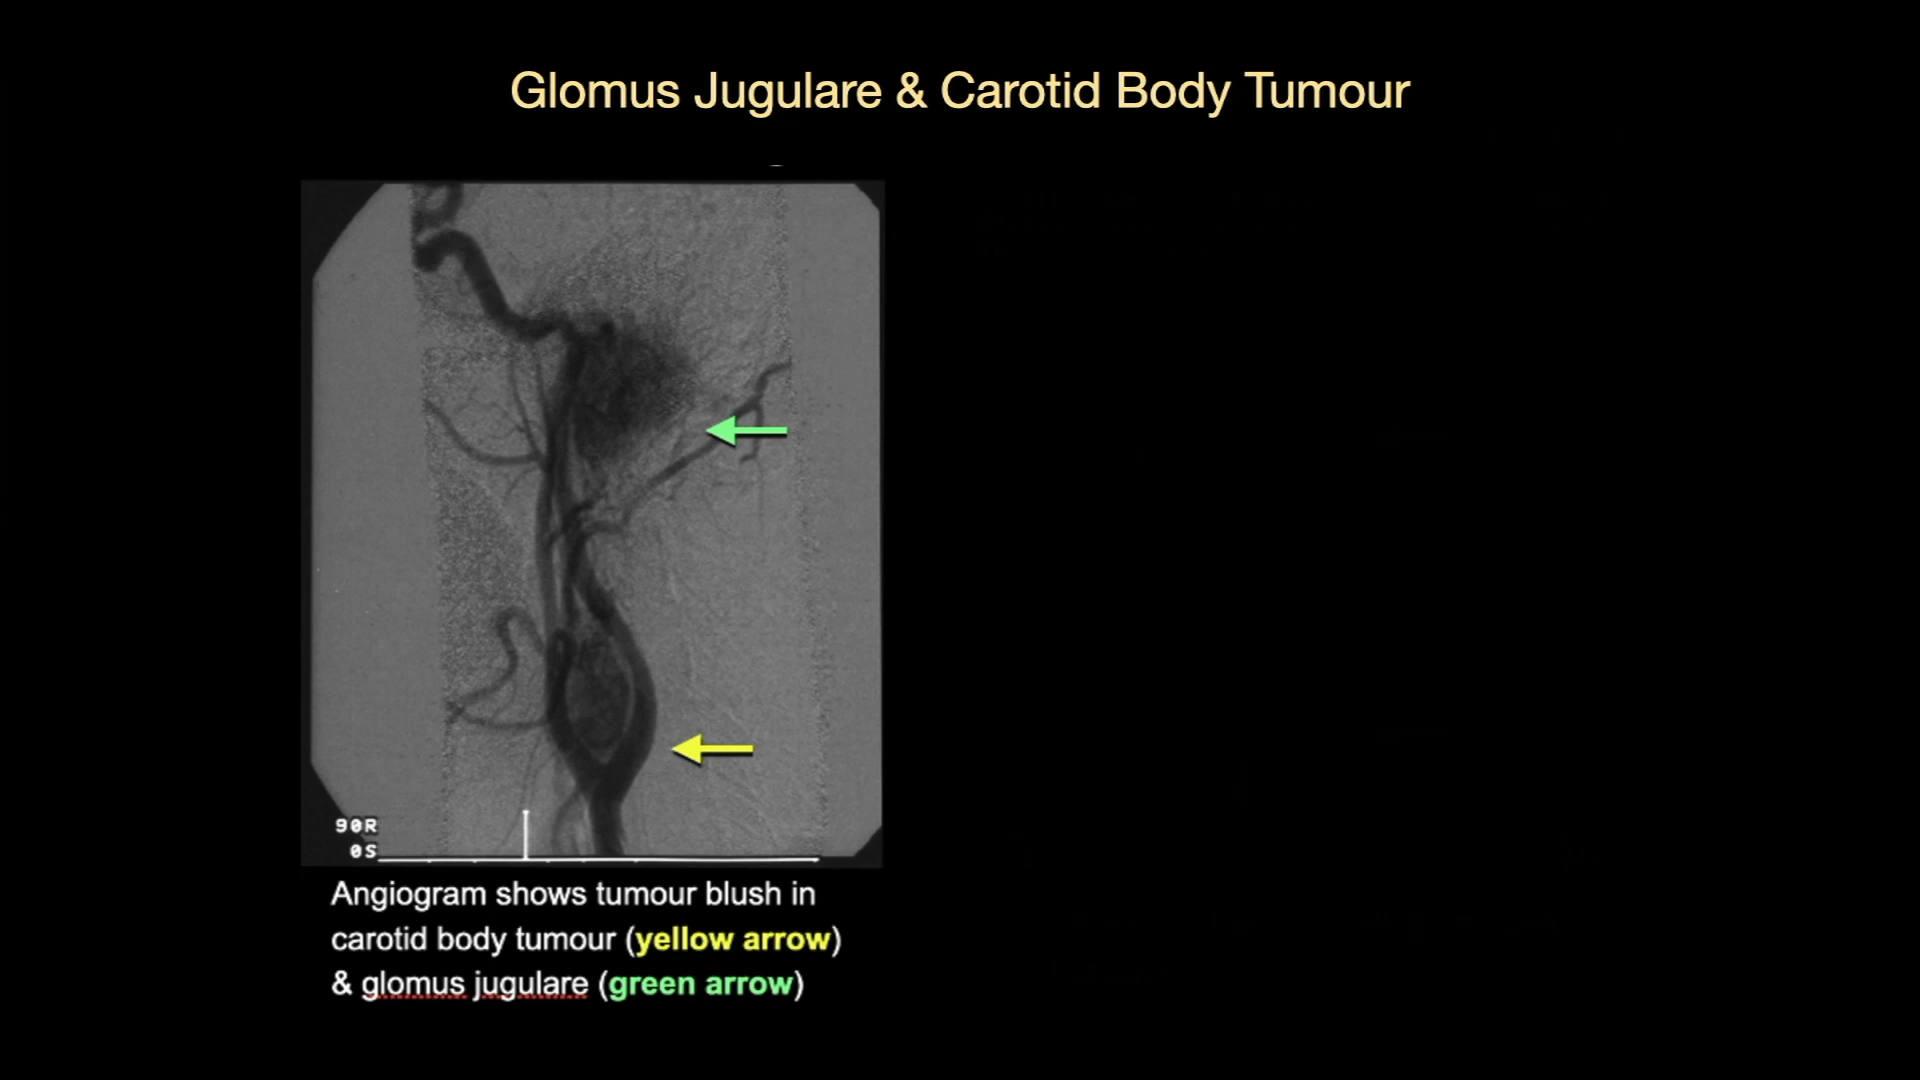 Glomus Jugulare & Carotid Body Tumour
90R
0S
Angiogram shows tumour blush in
carotid body tumour (yellow arrow)
& glomus jugulare (green arrow)